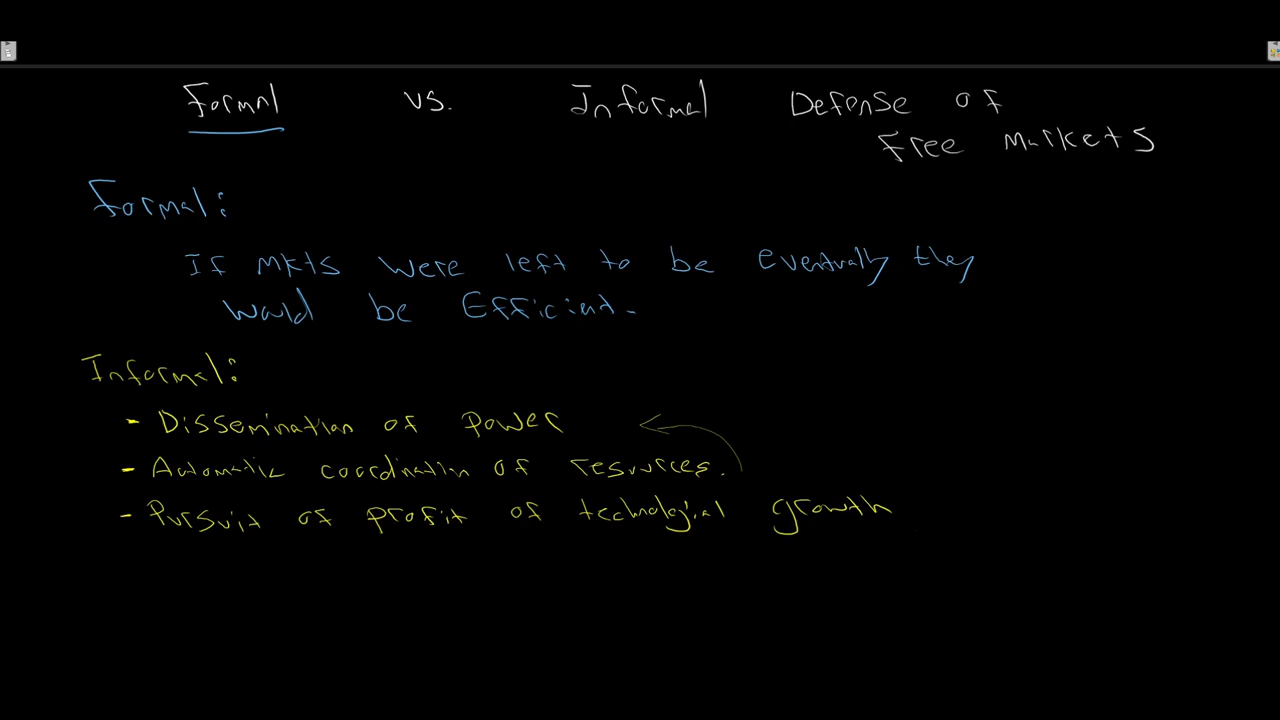 Formal vs. Informal Defense of
Free Markets
Formal:
If Mkts were left to be eventually they
would be Efficient.
Informal:
- Dissemination of Power
- Automatic coordination of resources.
- Pursuit of profit of technological growth